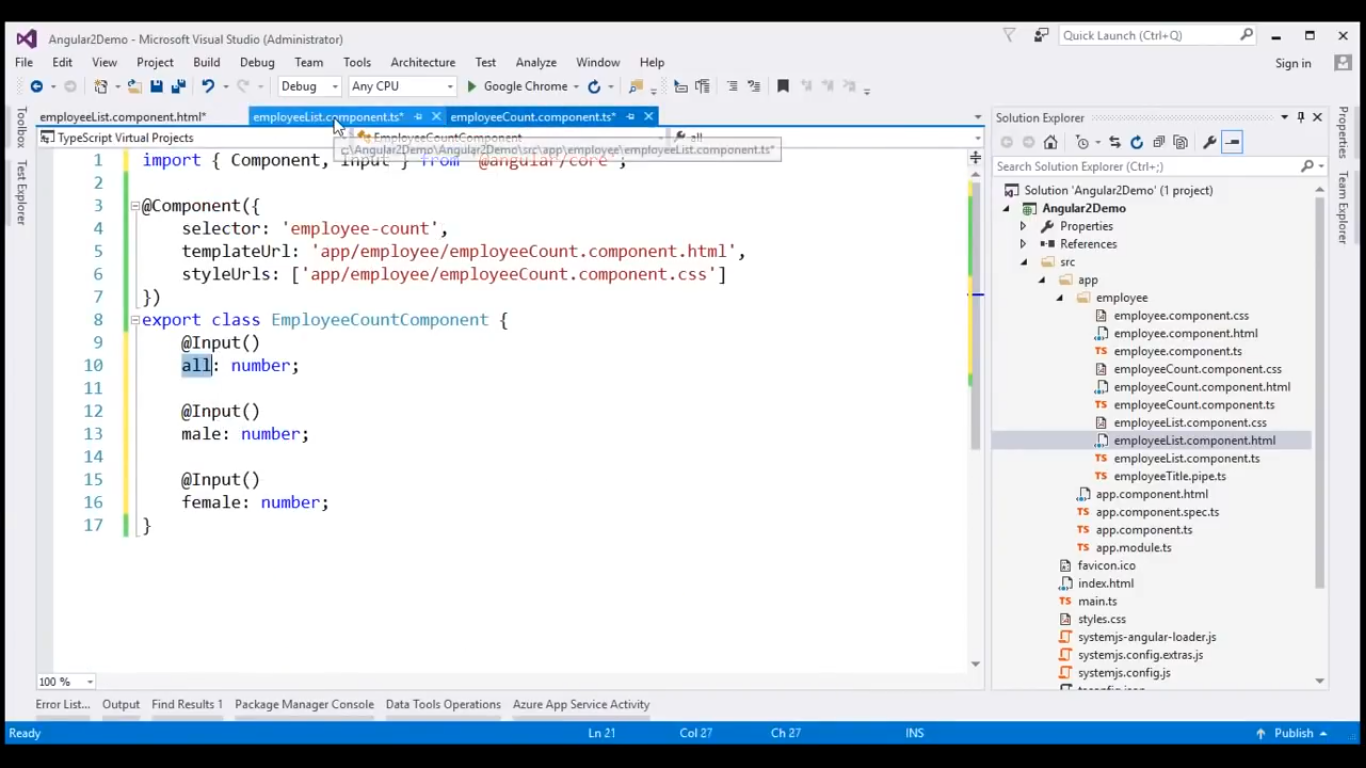 Angular2Demo - Microsoft Visual Studio (Administrator)
Quick Launch (Ctrl+Q)
File Edit View Project Build Debug Team Tools Architecture Test Analyze Window Help
Sign in
Debug Any CPU Google Chrome
employeeList.component.html*
employeeList.component.ts*
employeeCount.component.ts*
TypeScript Virtual Projects
EmployeeCountComponent
all
c:\Angular2Demo\Angular2Demo\src\app\employee\employeeList.component.ts*
Toolbox
Test Explorer
1 import { Component, Input } from '@angular/core';
2
3 @Component({
4 selector: 'employee-count',
5 templateUrl: 'app/employee/employeeCount.component.html',
6 styleUrls: ['app/employee/employeeCount.component.css']
7 })
8 export class EmployeeCountComponent {
9 @Input()
10 all: number;
11
12 @Input()
13 male: number;
14
15 @Input()
16 female: number;
17 }
100 %
Solution Explorer
Search Solution Explorer (Ctrl+;)
Solution 'Angular2Demo' (1 project)
Angular2Demo
Properties
References
src
app
employee
employee.component.css
employee.component.html
TS employee.component.ts
employeeCount.component.css
employeeCount.component.html
TS employeeCount.component.ts
employeeList.component.css
employeeList.component.html
TS employeeList.component.ts
TS employeeTitle.pipe.ts
app.component.html
TS app.component.spec.ts
TS app.component.ts
TS app.module.ts
favicon.ico
index.html
TS main.ts
styles.css
systemjs-angular-loader.js
systemjs.config.extras.js
systemjs.config.js
Properties
Team Explorer
Error List... Output Find Results 1 Package Manager Console Data Tools Operations Azure App Service Activity
Ready Ln 21 Col 27 Ch 27 INS Publish